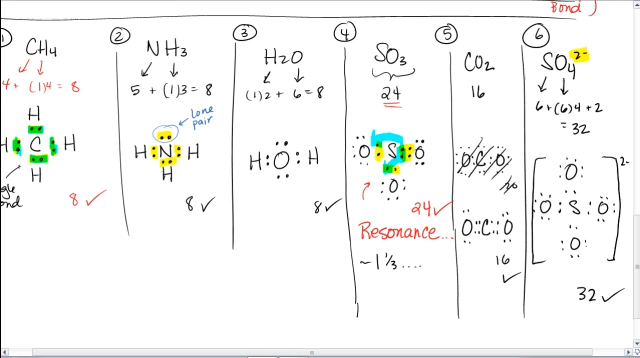 Bond )
1 CH4
4 + (1)4 = 8
H
H C H
H
gle
ond
8 ✓
2 NH3
5 + (1)3 = 8
Lone
pair
H N H
H
8 ✓
3 H2O
(1)2 + 6 = 8
H O H
8 ✓
4 SO3
24
O S O
O
24 ✓
Resonance...
~ 1 1/3 ....
5 CO2
16
O C O
20
O C O
16
✓
6 SO4 2-
6 + (6)4 + 2
= 32
O 2-
O S O
O
32 ✓